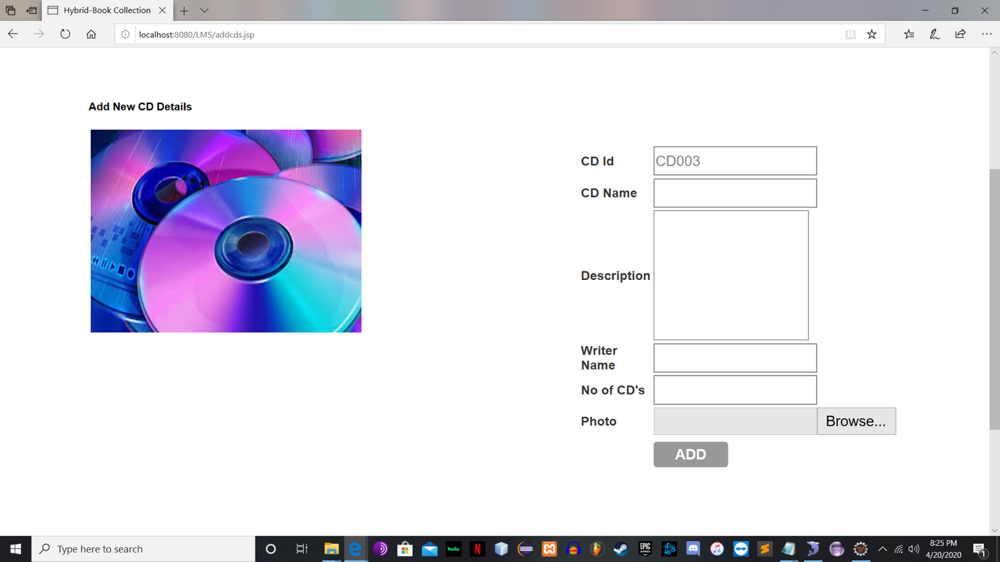 Hybrid-Book Collection
localhost:8080/LMS/addcds.jsp
Add New CD Details
CD Id
CD003
CD Name
Description
Writer
Name
No of CD's
Photo
Browse...
ADD
Type here to search
hulu
N
EPIC
GAMES
8:25 PM
4/20/2020
1